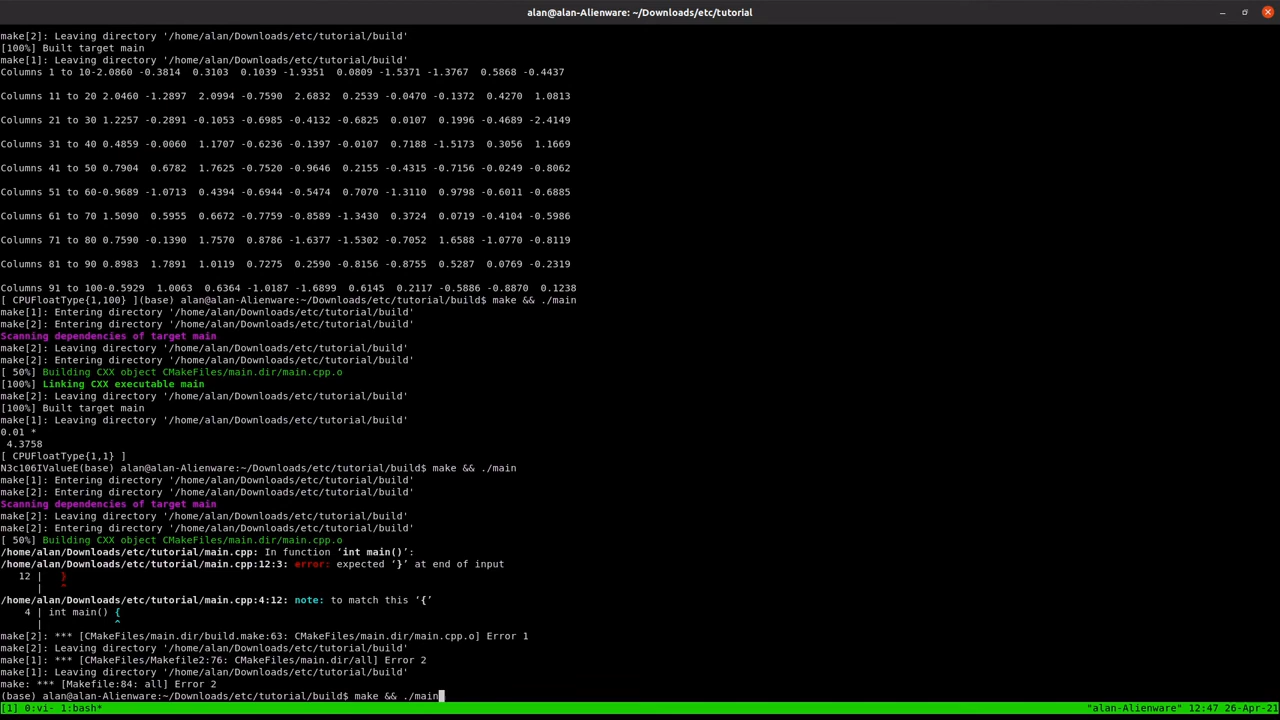 alan@alan-Alienware: ~/Downloads/etc/tutorial
make[2]: Leaving directory '/home/alan/Downloads/etc/tutorial/build'
[100%] Built target main
make[1]: Leaving directory '/home/alan/Downloads/etc/tutorial/build'
Columns 1 to 10-2.0860 -0.3814  0.3103  0.1039 -1.9351  0.0809 -1.5371 -1.3767  0.5868 -0.4437
Columns 11 to 20 2.0460 -1.2897  2.0994 -0.7590  2.6832  0.2539 -0.0470 -0.1372  0.4270  1.0813
Columns 21 to 30 1.2257 -0.2891 -0.1053 -0.6985 -0.4132 -0.6825  0.0107  0.1996 -0.4689 -2.4149
Columns 31 to 40 0.4859 -0.0060  1.1707 -0.6236 -0.1397 -0.0107  0.7188 -1.5173  0.3056  1.1669
Columns 41 to 50 0.7904  0.6782  1.7625 -0.7520 -0.9646  0.2155 -0.4315 -0.7156 -0.0249 -0.8062
Columns 51 to 60-0.9689 -1.0713  0.4394 -0.6944 -0.5474  0.7070 -1.3110  0.9798 -0.6011 -0.6885
Columns 61 to 70 1.5090  0.5955  0.6672 -0.7759 -0.8589 -1.3430  0.3724  0.0719 -0.4104 -0.5986
Columns 71 to 80 0.7590 -0.1390  1.7570  0.8786 -1.6377 -1.5302 -0.7052  1.6588 -1.0770 -0.8119
Columns 81 to 90 0.8983  1.7891  1.0119  0.7275  0.2590 -0.8156 -0.8755  0.5287  0.0769 -0.2319
Columns 91 to 100-0.5929  1.0063  0.6364 -1.0187 -1.6899  0.6145  0.2117 -0.5886 -0.8870  0.1238
[ CPUFloatType{1,100} ](base) alan@alan-Alienware:~/Downloads/etc/tutorial/build$ make && ./main
make[1]: Entering directory '/home/alan/Downloads/etc/tutorial/build'
make[2]: Entering directory '/home/alan/Downloads/etc/tutorial/build'
Scanning dependencies of target main
make[2]: Leaving directory '/home/alan/Downloads/etc/tutorial/build'
make[2]: Entering directory '/home/alan/Downloads/etc/tutorial/build'
[ 50%] Building CXX object CMakeFiles/main.dir/main.cpp.o
[100%] Linking CXX executable main
make[2]: Leaving directory '/home/alan/Downloads/etc/tutorial/build'
[100%] Built target main
make[1]: Leaving directory '/home/alan/Downloads/etc/tutorial/build'
0.01 *
4.3758
[ CPUFloatType{1,1} ]
N3c106IValueE(base) alan@alan-Alienware:~/Downloads/etc/tutorial/build$ make && ./main
make[1]: Entering directory '/home/alan/Downloads/etc/tutorial/build'
make[2]: Entering directory '/home/alan/Downloads/etc/tutorial/build'
Scanning dependencies of target main
make[2]: Leaving directory '/home/alan/Downloads/etc/tutorial/build'
make[2]: Entering directory '/home/alan/Downloads/etc/tutorial/build'
[ 50%] Building CXX object CMakeFiles/main.dir/main.cpp.o
/home/alan/Downloads/etc/tutorial/main.cpp: In function ‘int main()’:
/home/alan/Downloads/etc/tutorial/main.cpp:12:3: error: expected ‘}’ at end of input
12 |   }
|   ^
/home/alan/Downloads/etc/tutorial/main.cpp:4:12: note: to match this ‘{’
4 | int main() {
|            ^
make[2]: *** [CMakeFiles/main.dir/build.make:63: CMakeFiles/main.dir/main.cpp.o] Error 1
make[2]: Leaving directory '/home/alan/Downloads/etc/tutorial/build'
make[1]: *** [CMakeFiles/Makefile2:76: CMakeFiles/main.dir/all] Error 2
make[1]: Leaving directory '/home/alan/Downloads/etc/tutorial/build'
make: *** [Makefile:84: all] Error 2
(base) alan@alan-Alienware:~/Downloads/etc/tutorial/build$ make && ./main
[1] 0:vi- 1:bash* "alan-Alienware" 12:47 26-Apr-21